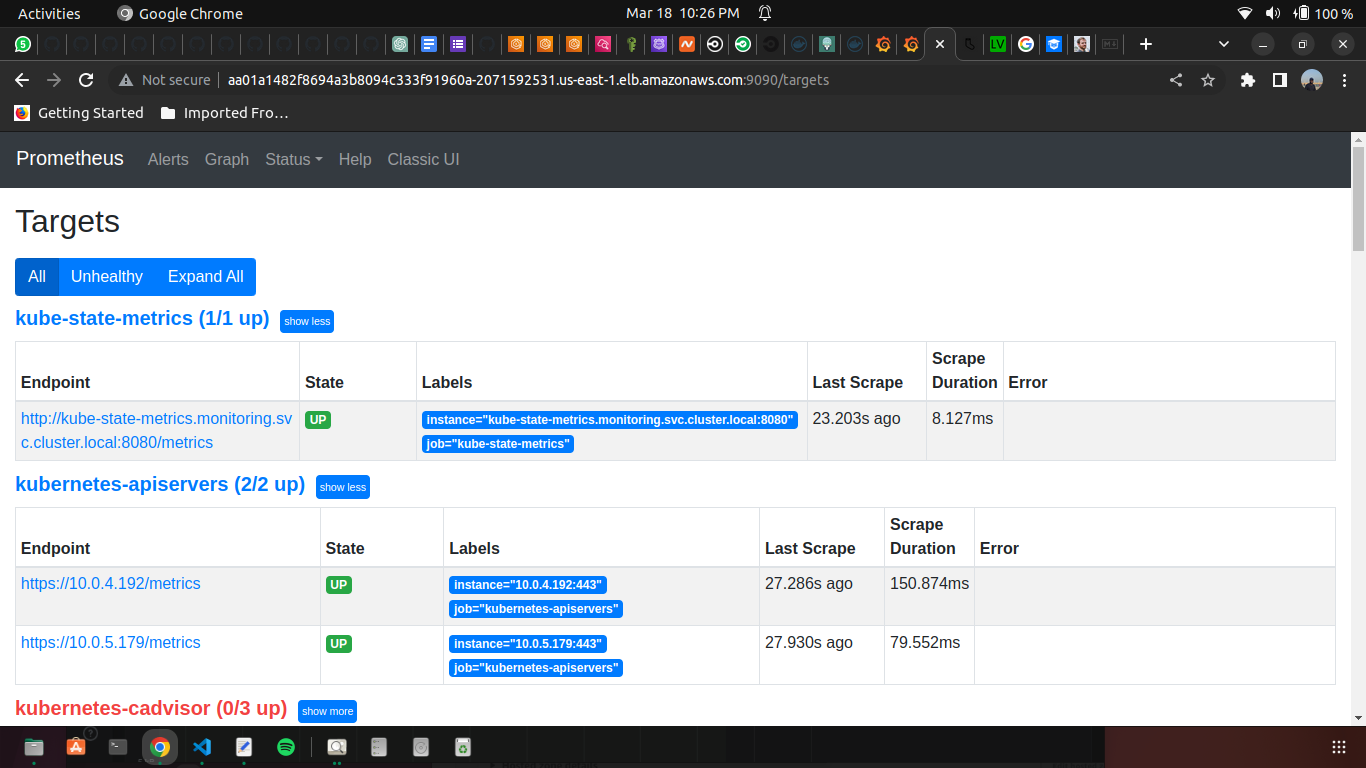 Activities
Google Chrome
Mar 18 10:26 PM
100 %
5
LV
Not secure
aa01a1482f8694a3b8094c333f91960a-2071592531.us-east-1.elb.amazonaws.com:9090/targets
Getting Started
Imported Fro…
Prometheus
Alerts
Graph
Status
Help
Classic UI
Targets
All
Unhealthy
Expand All
kube-state-metrics (1/1 up)
show less
Endpoint
State
Labels
Last Scrape
Scrape
Duration
Error
http://kube-state-metrics.monitoring.sv
c.cluster.local:8080/metrics
UP
instance="kube-state-metrics.monitoring.svc.cluster.local:8080"
job="kube-state-metrics"
23.203s ago
8.127ms
kubernetes-apiservers (2/2 up)
show less
Endpoint
State
Labels
Last Scrape
Scrape
Duration
Error
https://10.0.4.192/metrics
UP
instance="10.0.4.192:443"
job="kubernetes-apiservers"
27.286s ago
150.874ms
https://10.0.5.179/metrics
UP
instance="10.0.5.179:443"
job="kubernetes-apiservers"
27.930s ago
79.552ms
kubernetes-cadvisor (0/3 up)
show more